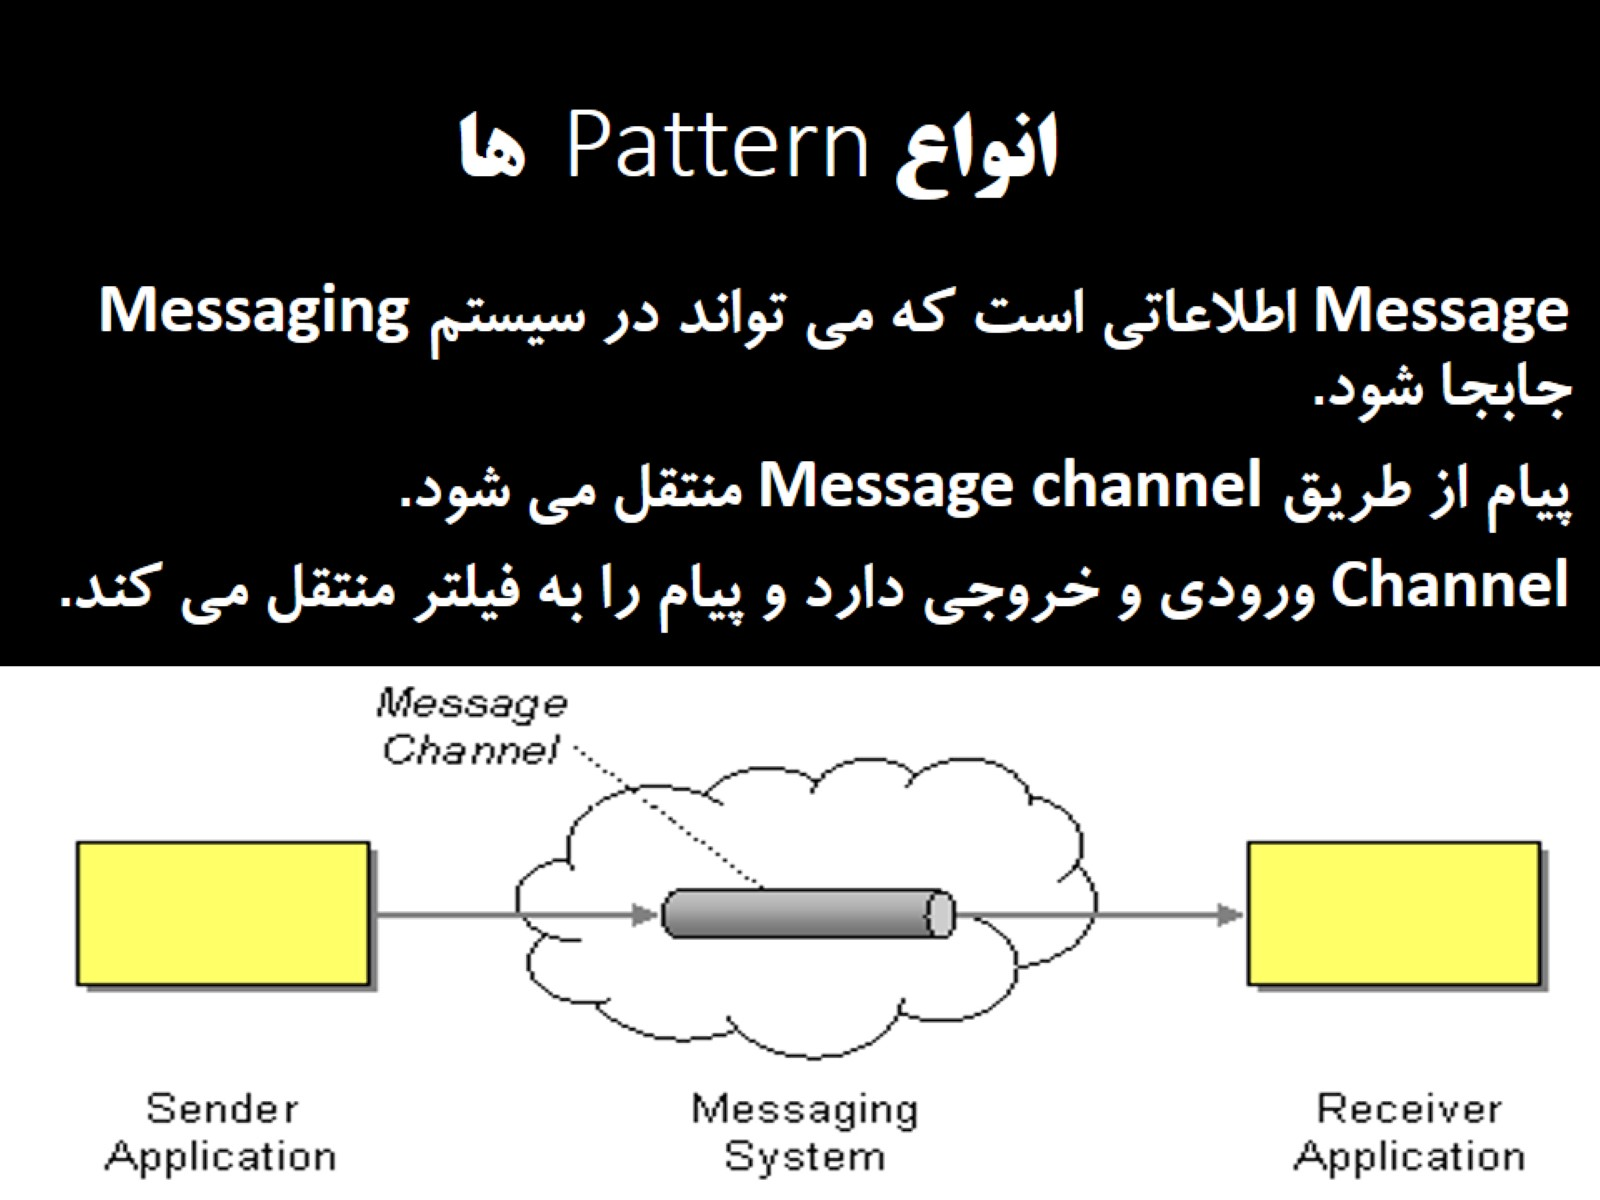 انواع Pattern ها
Message اطلاعاتی است که می تواند در سیستم Messaging
جابجا شود.
پیام از طریق Message channel منتقل می شود.
Channel ورودی و خروجی دارد و پیام را به فیلتر منتقل می کند.
Message
Channel
Sender
Application
Messaging
System
Receiver
Application